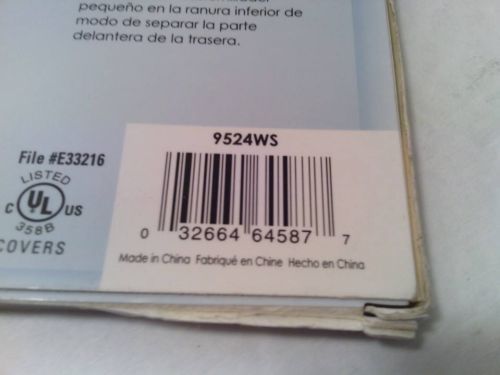 pequeño en la ranura inferior de
modo de separar la parte
delantera de la trasera.
9524WS
File #E33216
LISTED
C UL US
358B
COVERS
0 32664 64587 7
Made in China Fabriqué en Chine Hecho en China